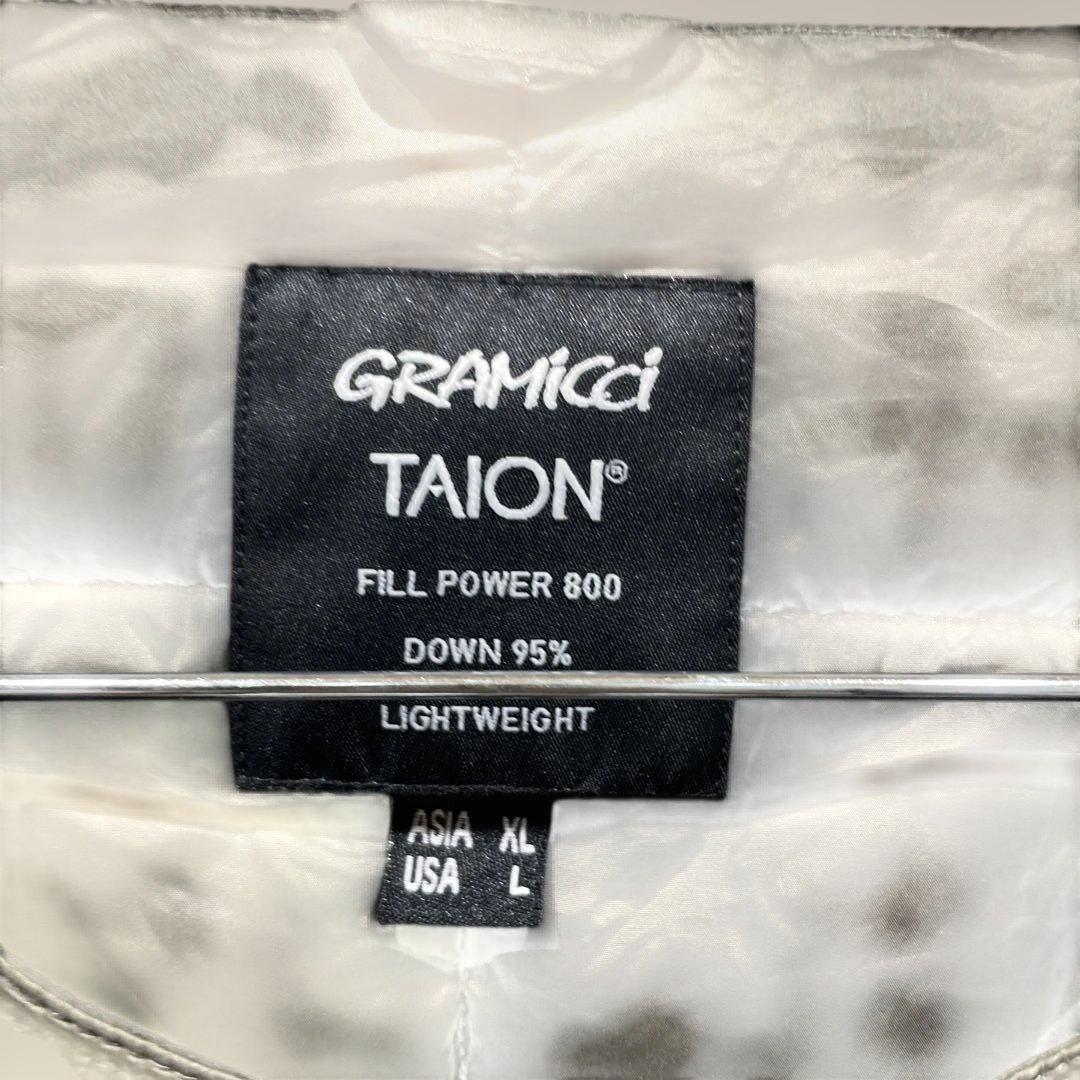 GRAMiCCi
TAION®
FILL POWER 800
DOWN 95%
LIGHTWEIGHT
ASIA XL
USA L